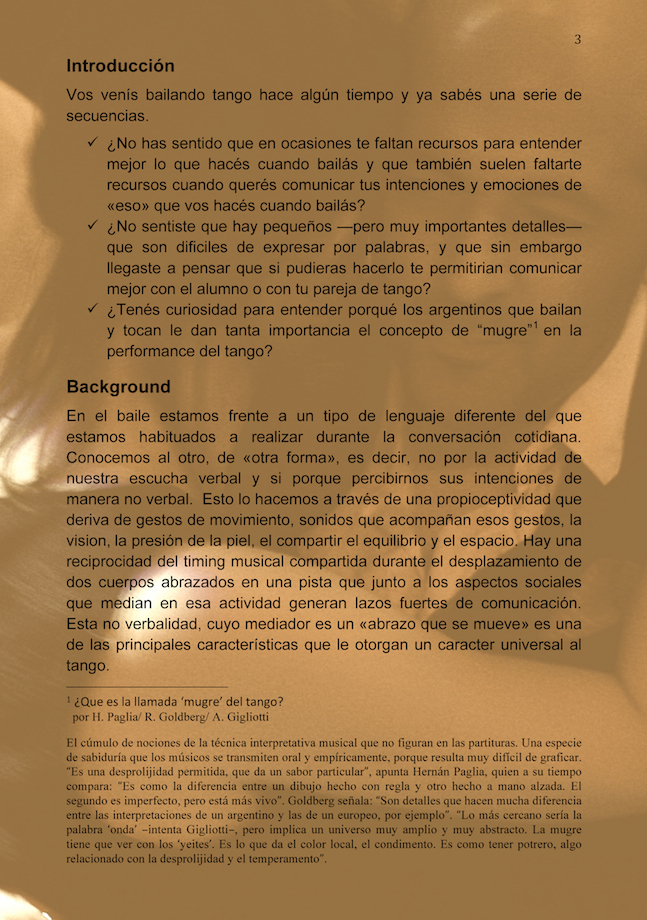 3
Introducción
Vos venís bailando tango hace algún tiempo y ya sabés una serie de
secuencias.
✓ ¿No has sentido que en ocasiones te faltan recursos para entender
mejor lo que hacés cuando bailás y que también suelen faltarte
recursos cuando querés comunicar tus intenciones y emociones de
«eso» que vos hacés cuando bailás?
✓ ¿No sentiste que hay pequeños —pero muy importantes detalles—
que son dificiles de expresar por palabras, y que sin embargo
llegaste a pensar que si pudieras hacerlo te permitirian comunicar
mejor con el alumno o con tu pareja de tango?
✓ ¿Tenés curiosidad para entender porqué los argentinos que bailan
y tocan le dan tanta importancia el concepto de “mugre”¹ en la
performance del tango?
Background
En el baile estamos frente a un tipo de lenguaje diferente del que
estamos habituados a realizar durante la conversación cotidiana.
Conocemos al otro, de «otra forma», es decir, no por la actividad de
nuestra escucha verbal y si porque percibirnos sus intenciones de
manera no verbal. Esto lo hacemos a través de una propioceptividad que
deriva de gestos de movimiento, sonidos que acompañan esos gestos, la
vision, la presión de la piel, el compartir el equilibrio y el espacio. Hay una
reciprocidad del timing musical compartida durante el desplazamiento de
dos cuerpos abrazados en una pista que junto a los aspectos sociales
que median en esa actividad generan lazos fuertes de comunicación.
Esta no verbalidad, cuyo mediador es un «abrazo que se mueve» es una
de las principales características que le otorgan un caracter universal al
tango.
¹ ¿Que es la llamada ‘mugre’ del tango?
por H. Paglia/ R. Goldberg/ A. Gigliotti
El cúmulo de nociones de la técnica interpretativa musical que no figuran en las partituras. Una especie
de sabiduría que los músicos se transmiten oral y empíricamente, porque resulta muy difícil de graficar.
"Es una desprolijidad permitida, que da un sabor particular", apunta Hernán Paglia, quien a su tiempo
compara: "Es como la diferencia entre un dibujo hecho con regla y otro hecho a mano alzada. El
segundo es imperfecto, pero está más vivo". Goldberg señala: "Son detalles que hacen mucha diferencia
entre las interpretaciones de un argentino y las de un europeo, por ejemplo". "Lo más cercano sería la
palabra 'onda' –intenta Gigliotti–, pero implica un universo muy amplio y muy abstracto. La mugre
tiene que ver con los 'yeites'. Es lo que da el color local, el condimento. Es como tener potrero, algo
relacionado con la desprolijidad y el temperamento".